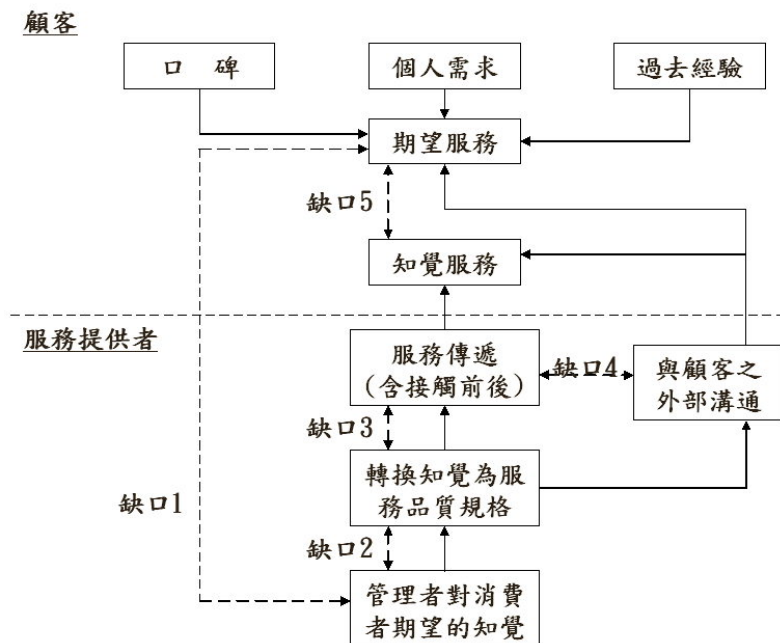 顧客
口 碑
個人需求
過去經驗
期望服務
缺口5
知覺服務
服務提供者
服務傳遞
(含接觸前後)
缺口4
與顧客之
外部溝通
缺口3
轉換知覺為服
務品質規格
缺口1
缺口2
管理者對消費
者期望的知覺